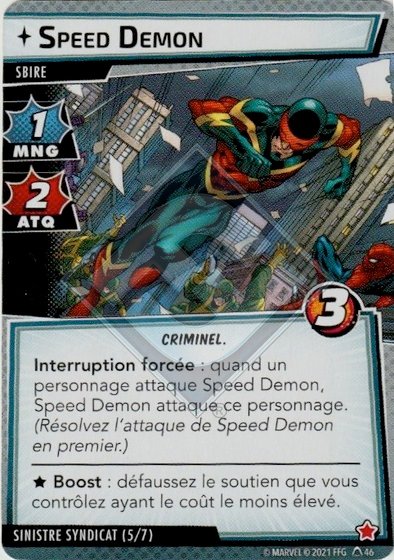 SPEED DEMON
SBIRE
1
MNG
2
ATQ
3
CRIMINEL.
Interruption forcée : quand un
personnage attaque Speed Demon,
Speed Demon attaque ce personnage.
(Résolvez l'attaque de Speed Demon
en premier.)
★ Boost : défaussez le soutien que vous
contrôlez ayant le coût le moins élevé.
SINISTRE SYNDICAT (5/7)
© MARVEL © 2021 FFG 46